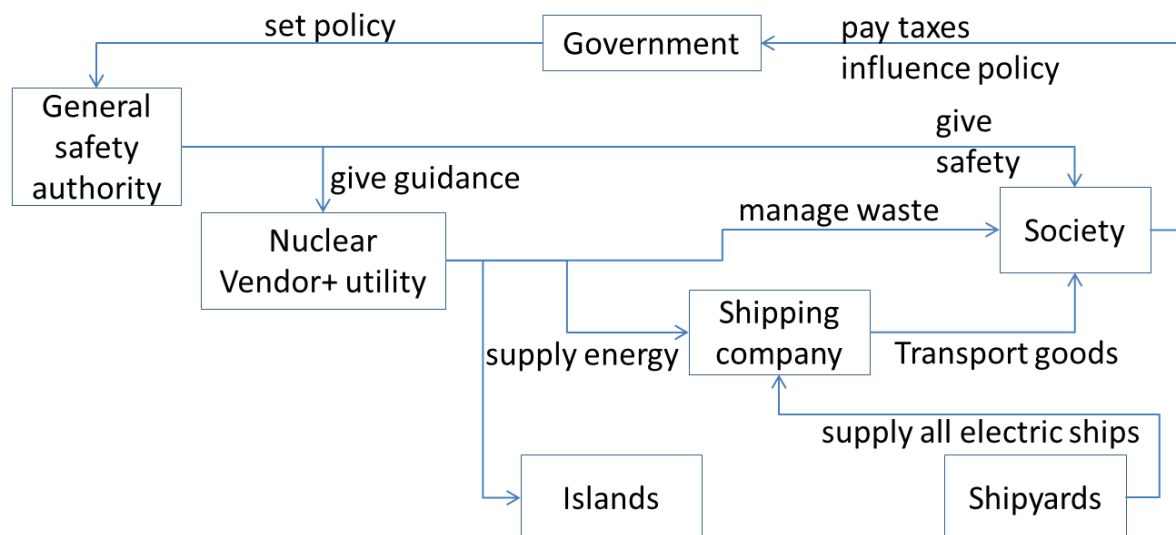 set policy
Government
pay taxes
influence policy
General
safety
authority
give
safety
give guidance
Nuclear
Vendor+ utility
manage waste
Society
Shipping
company
supply energy
Transport goods
supply all electric ships
Islands
Shipyards